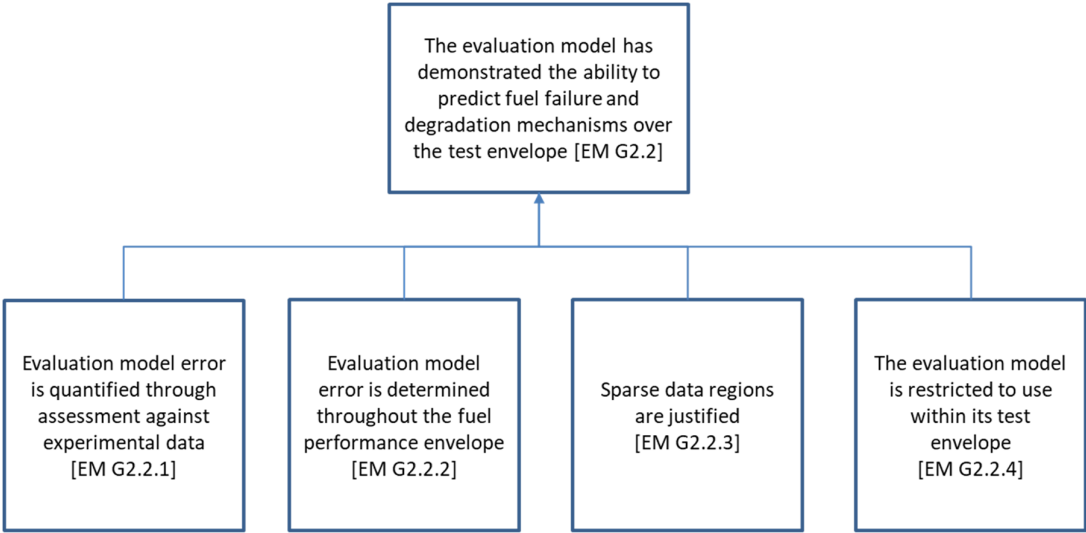 The evaluation model has
demonstrated the ability to
predict fuel failure and
degradation mechanisms over
the test envelope [EM G2.2]
Evaluation model error
is quantified through
assessment against
experimental data
[EM G2.2.1]
Evaluation model
error is determined
throughout the fuel
performance envelope
[EM G2.2.2]
Sparse data regions
are justified
[EM G2.2.3]
The evaluation model
is restricted to use
within its test
envelope
[EM G2.2.4]